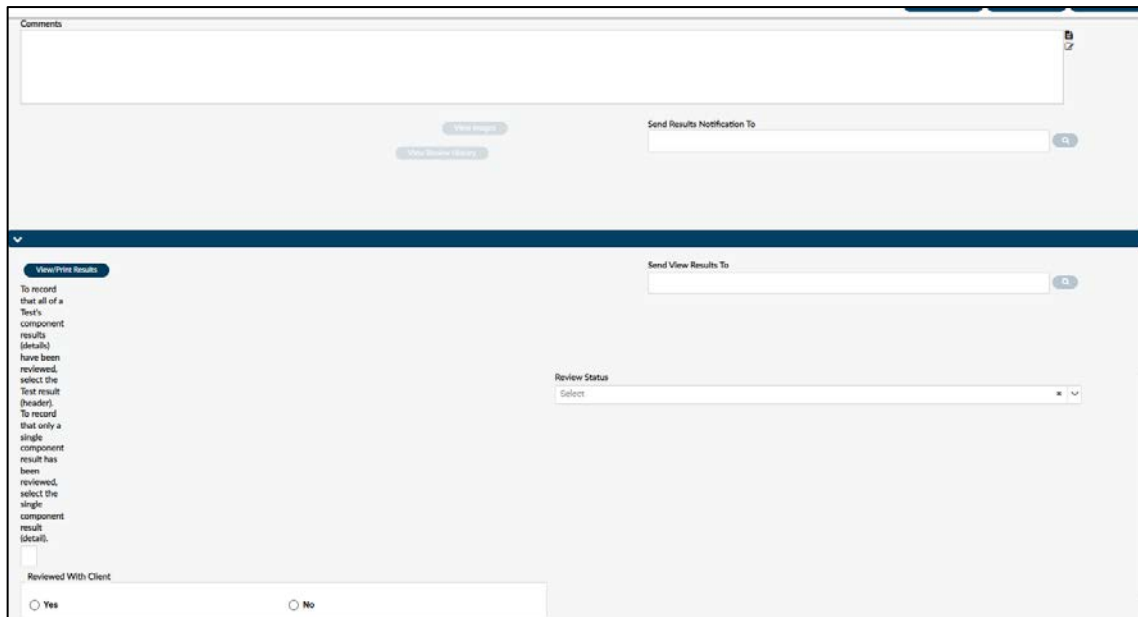 Comments
View Images
Send Results Notification To
View Review History
View/Print Results
Send View Results To
To record
that all of a
Test's
component
results
(details)
have been
reviewed,
select the
Test result
(header).
To record
that only a
single
component
result has
been
reviewed,
select the
single
component
result
(detail).
Review Status
Select
Reviewed With Client
Yes
No